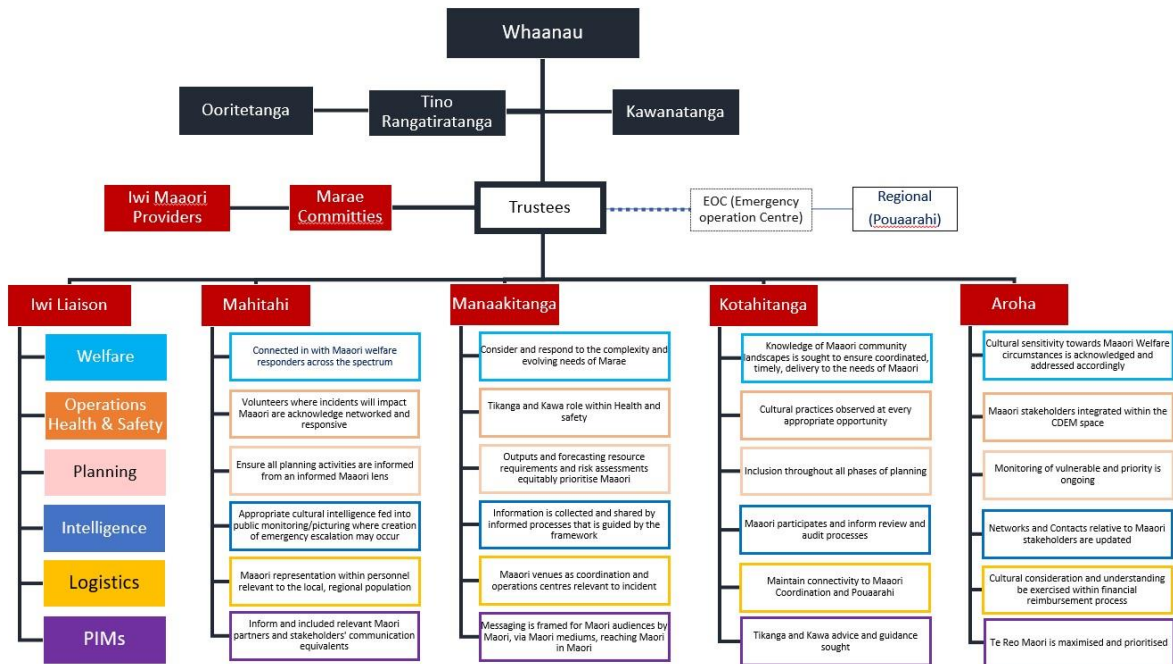 Whaanau
Ooritetanga
Tino
Rangatiratanga
Kawanatanga
Iwi Maaori
Providers
Marae
Committies
Trustees
EOC (Emergency
operation Centre)
Regional
(Pouaarahi)
Iwi Liaison
Mahitahi
Manaakitanga
Kotahitanga
Aroha
Welfare
Connected in with Maaori welfare
responders across the spectrum
Consider and respond to the complexity and
evolving needs of Marae
Knowledge of Maaori community
landscapes is sought to ensure coordinated,
timely, delivery to the needs of Maaori
Cultural sensitivity towards Maaori Welfare
circumstances is acknowledged and
addressed accordingly
Operations
Health & Safety
Volunteers where incidents will impact
Maaori are acknowledge networked and
responsive
Tikanga and Kawa role within Health and
safety
Cultural practices observed at every
appropriate opportunity
Maaori stakeholders integrated within the
CDEM space
Planning
Ensure all planning activities are informed
from an informed Maaori lens
Outputs and forecasting resource
requirements and risk assessments
equitably prioritise Maaori
Inclusion throughout all phases of planning
Monitoring of vulnerable and priority is
ongoing
Intelligence
Appropriate cultural intelligence fed into
public monitoring/picturing where creation
of emergency escalation may occur
Information is collected and shared by
informed processes that is guided by the
framework
Maaori participates and inform review and
audit processes
Networks and Contacts relative to Maaori
stakeholders are updated
Logistics
Maaori representation within personnel
relevant to the local, regional population
Maaori venues as coordination and
operations centres relevant to incident
Maintain connectivity to Maaori
Coordination and Pouaarahi
Cultural consideration and understanding
be exercised within financial
reimbursement process
PIMs
Inform and included relevant Maaori
partners and stakeholders' communication
equivalents
Messaging is framed for Maaori audiences by
Maaori, via Maaori mediums, reaching Maaori
in Maaori
Tikanga and Kawa advice and guidance
sought
Te Reo Maaori is maximised and prioritised